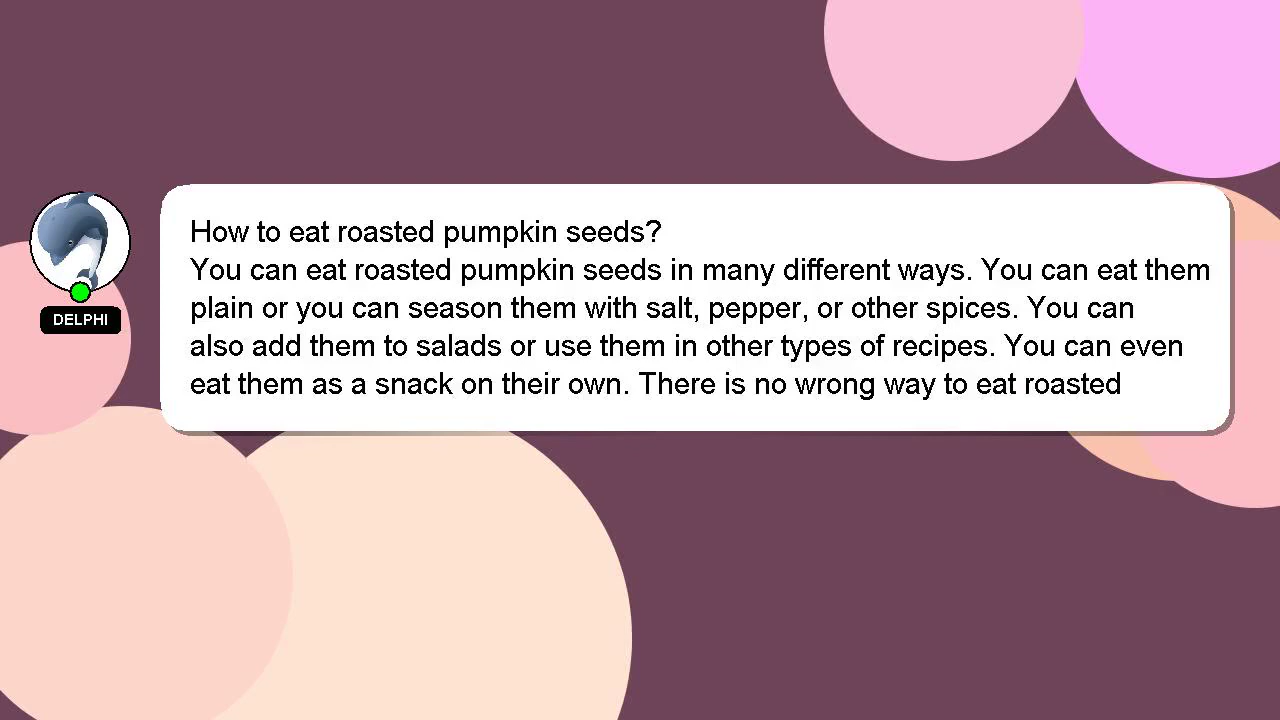 How to eat roasted pumpkin seeds?
You can eat roasted pumpkin seeds in many different ways. You can eat them
plain or you can season them with salt, pepper, or other spices. You can
also add them to salads or use them in other types of recipes. You can even
eat them as a snack on their own. There is no wrong way to eat roasted
DELPHI